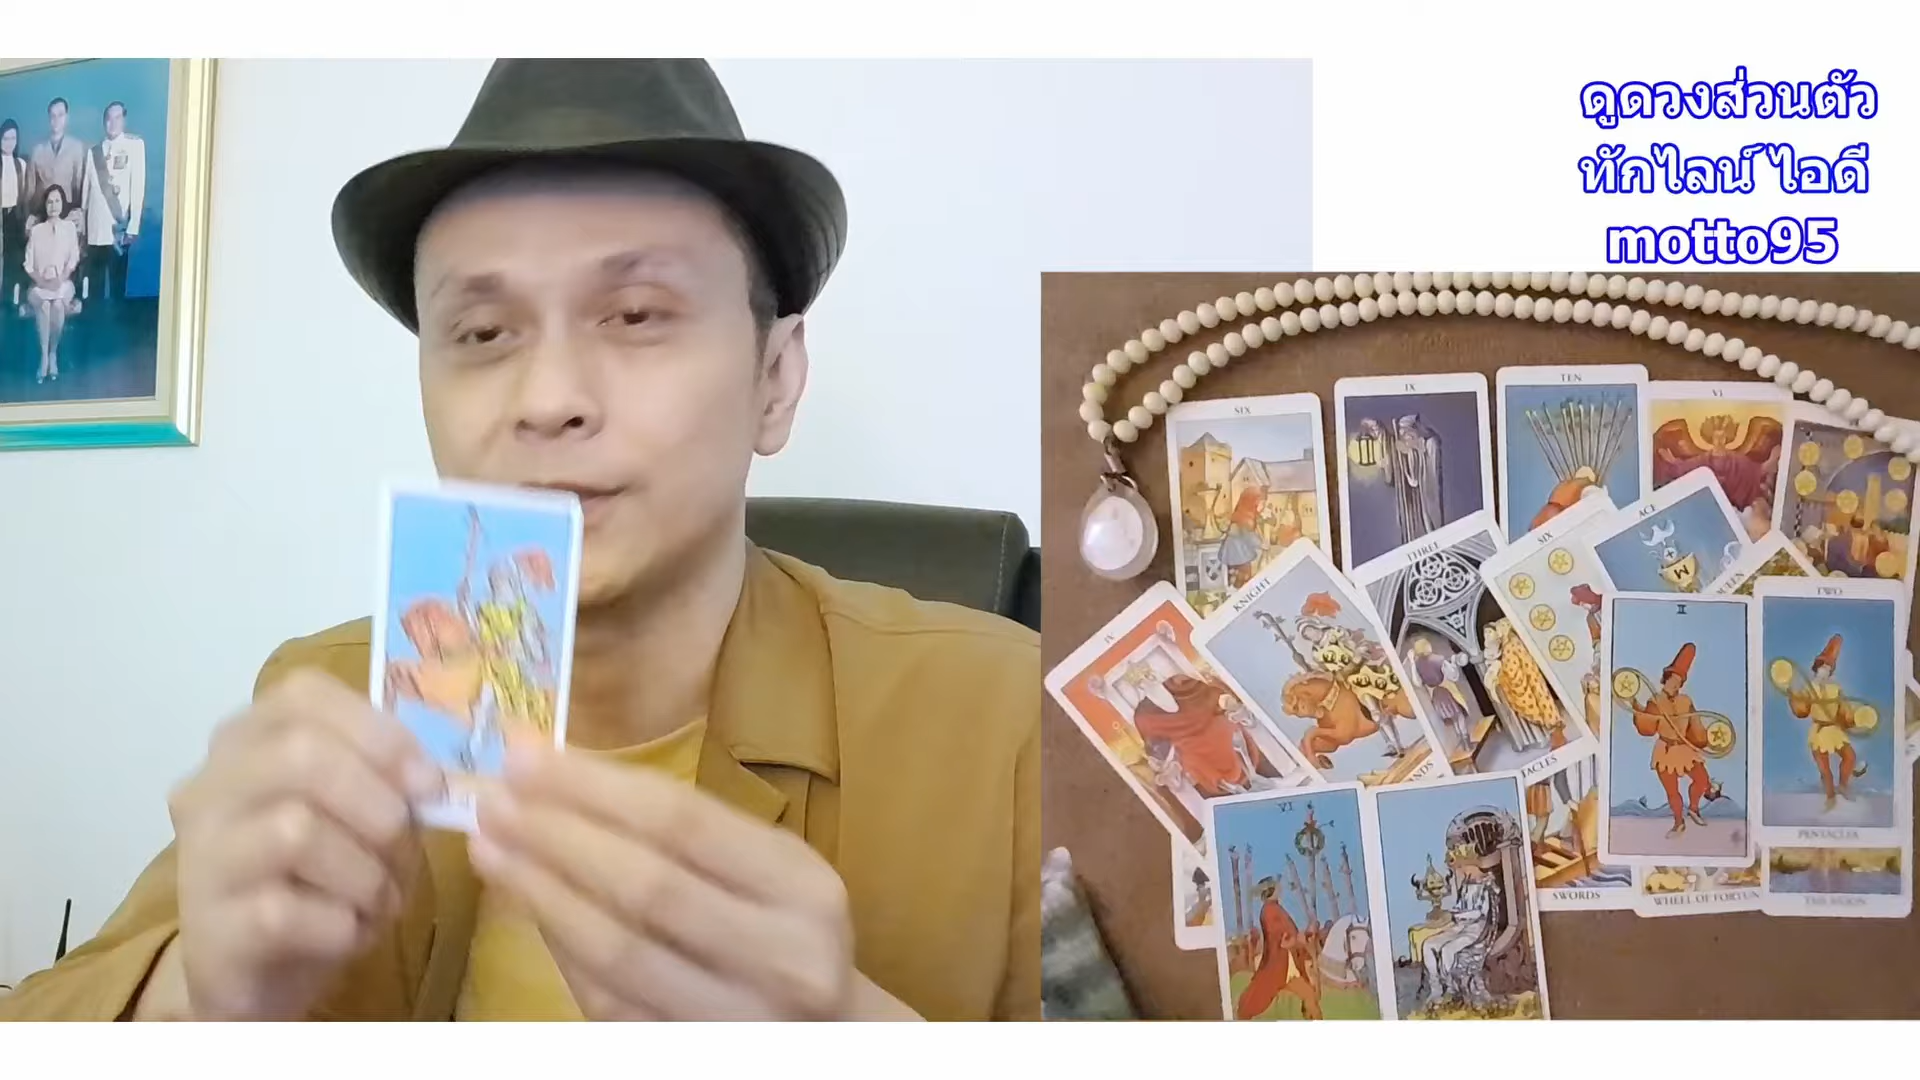 ดูดวงส่วนตัว
ทักไลน์ ไอดี
motto95
SIX
IX
TEN
VI
THREE
SIX
ACE
KNIGHT
IV
II
TWO
PENTACLES
VI
SWORDS
WHEEL OF FORTUN
THE MOON